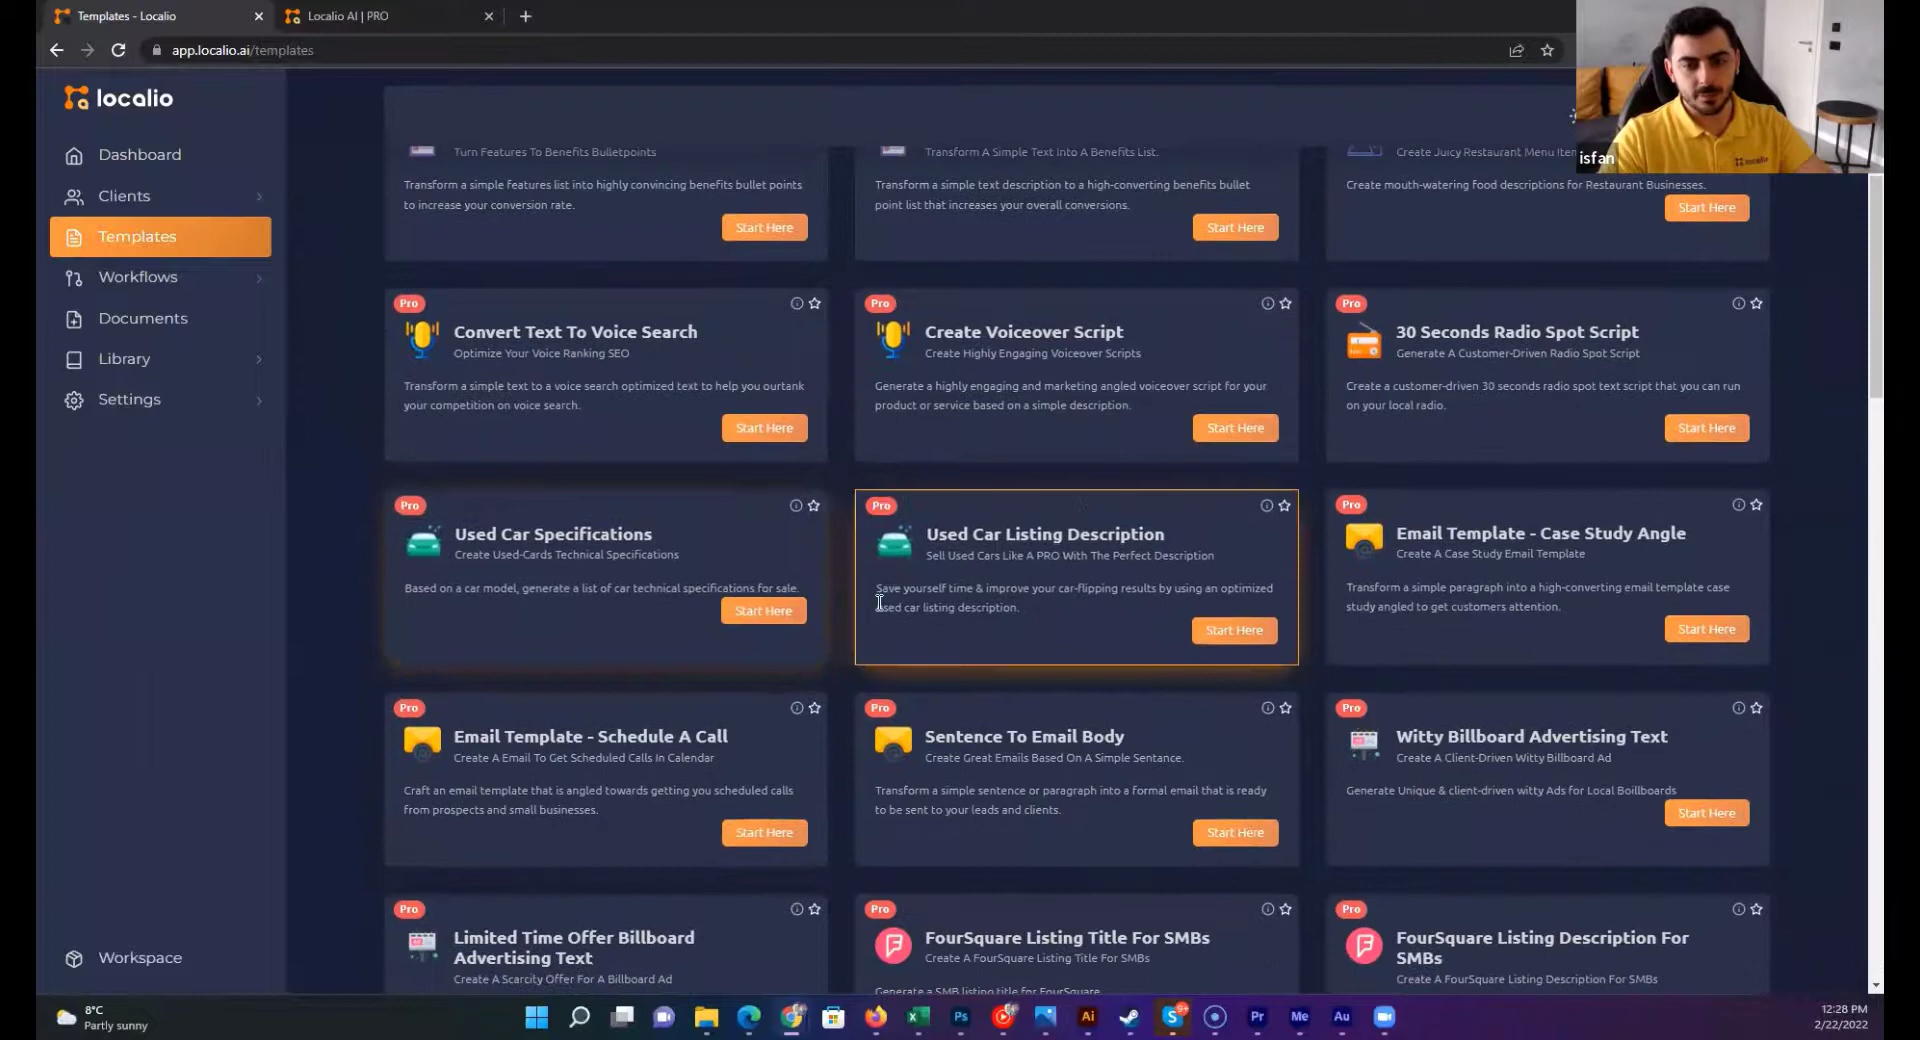 Templates - Localio
Localio AI | PRO
app.localio.ai/templates
isfan
localio
Dashboard
Clients
Templates
Workflows
Documents
Library
Settings
Workspace
Turn Features To Benefits Bulletpoints
Transform a simple features list into highly convincing benefits bullet points
to increase your conversion rate.
Start Here
Transform A Simple Text Into A Benefits List.
Transform a simple text description to a high-converting benefits bullet
point list that increases your overall conversions.
Start Here
Create Juicy Restaurant Menu Iten
Create mouth-watering food descriptions for Restaurant Businesses.
Start Here
Pro
Convert Text To Voice Search
Optimize Your Voice Ranking SEO
Transform a simple text to a voice search optimized text to help you ourtank
your competition on voice search.
Start Here
Pro
Create Voiceover Script
Create Highly Engaging Voiceover Scripts
Generate a highly engaging and marketing angled voiceover script for your
product or service based on a simple description.
Start Here
Pro
30 Seconds Radio Spot Script
Generate A Customer-Driven Radio Spot Script
Create a customer-driven 30 seconds radio spot text script that you can run
on your local radio.
Start Here
Pro
Used Car Specifications
Create Used-Cards Technical Specifications
Based on a car model, generate a list of car technical specifications for sale.
Start Here
Pro
Used Car Listing Description
Sell Used Cars Like A PRO With The Perfect Description
Save yourself time & improve your car-flipping results by using an optimized
used car listing description.
Start Here
Pro
Email Template - Case Study Angle
Create A Case Study Email Template
Transform a simple paragraph into a high-converting email template case
study angled to get customers attention.
Start Here
Pro
Email Template - Schedule A Call
Create A Email To Get Scheduled Calls In Calendar
Craft an email template that is angled towards getting you scheduled calls
from prospects and small businesses.
Start Here
Pro
Sentence To Email Body
Create Great Emails Based On A Simple Sentence.
Transform a simple sentence or paragraph into a formal email that is ready
to be sent to your leads and clients.
Start Here
Pro
Witty Billboard Advertising Text
Create A Client-Driven Witty Billboard Ad
Generate Unique & client-driven witty Ads for Local Boillboards
Start Here
Pro
Limited Time Offer Billboard
Advertising Text
Create A Scarcity Offer For A Billboard Ad
Pro
FourSquare Listing Title For SMBs
Create A FourSquare Listing Title For SMBs
Generate a SMB listing title for FourSquare
Pro
FourSquare Listing Description For
SMBs
Create A FourSquare Listing Description For SMBs
8°C
Partly sunny
12:28 PM
2/22/2022